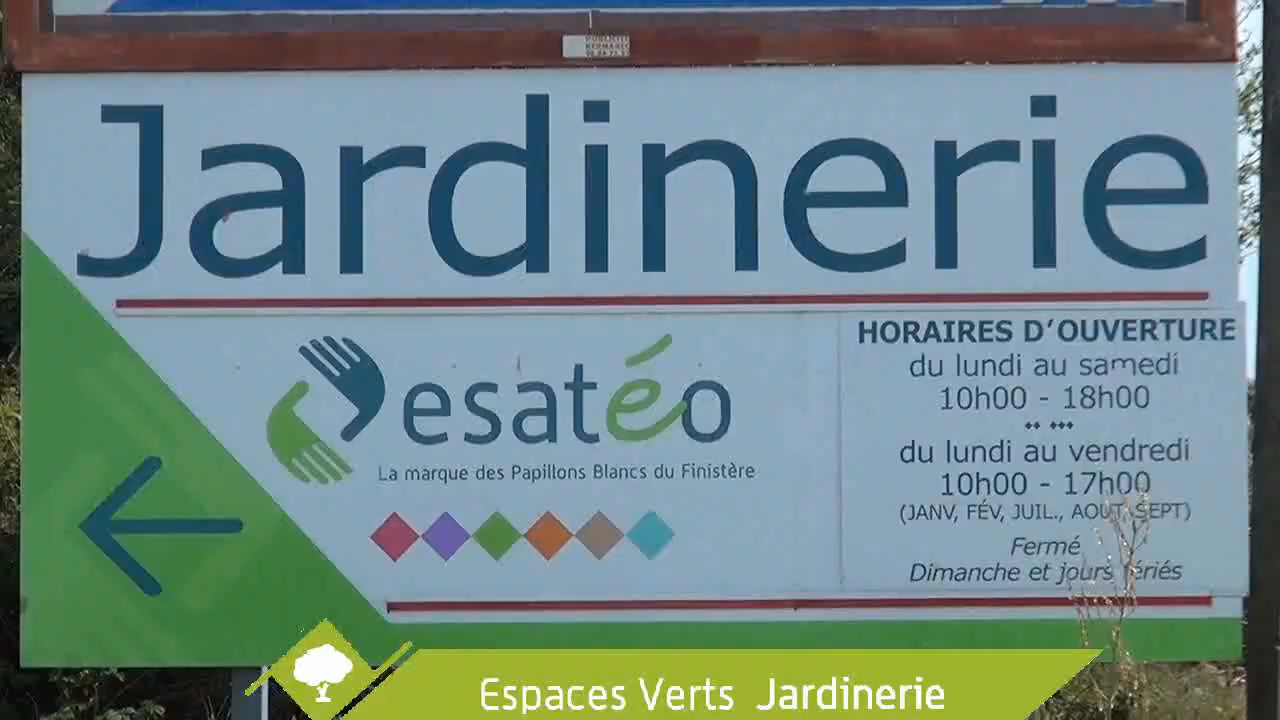 Jardinerie
esatéo
La marque des Papillons Blancs du Finistère
HORAIRES D'OUVERTURE
du lundi au samedi
10h00 - 18h00
du lundi au vendredi
10h00 - 17h00
(JANV, FÉV, JUIL., AOUT, SEPT)
Fermé
Dimanche et jours fériés
Espaces Verts Jardinerie